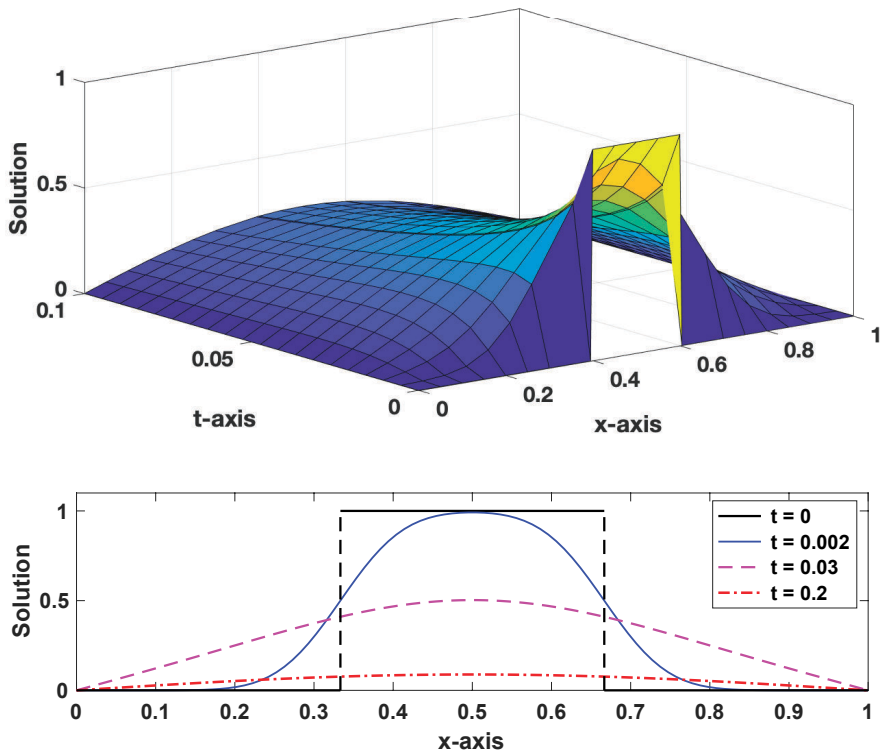 1
0.5
0
Solution
0.1
0.05
0
t-axis
0
0.2
0.4
0.6
0.8
1
x-axis
1
0.5
0
Solution
t = 0
t = 0.002
t = 0.03
t = 0.2
0 0.1 0.2 0.3 0.4 0.5 0.6 0.7 0.8 0.9 1
x-axis